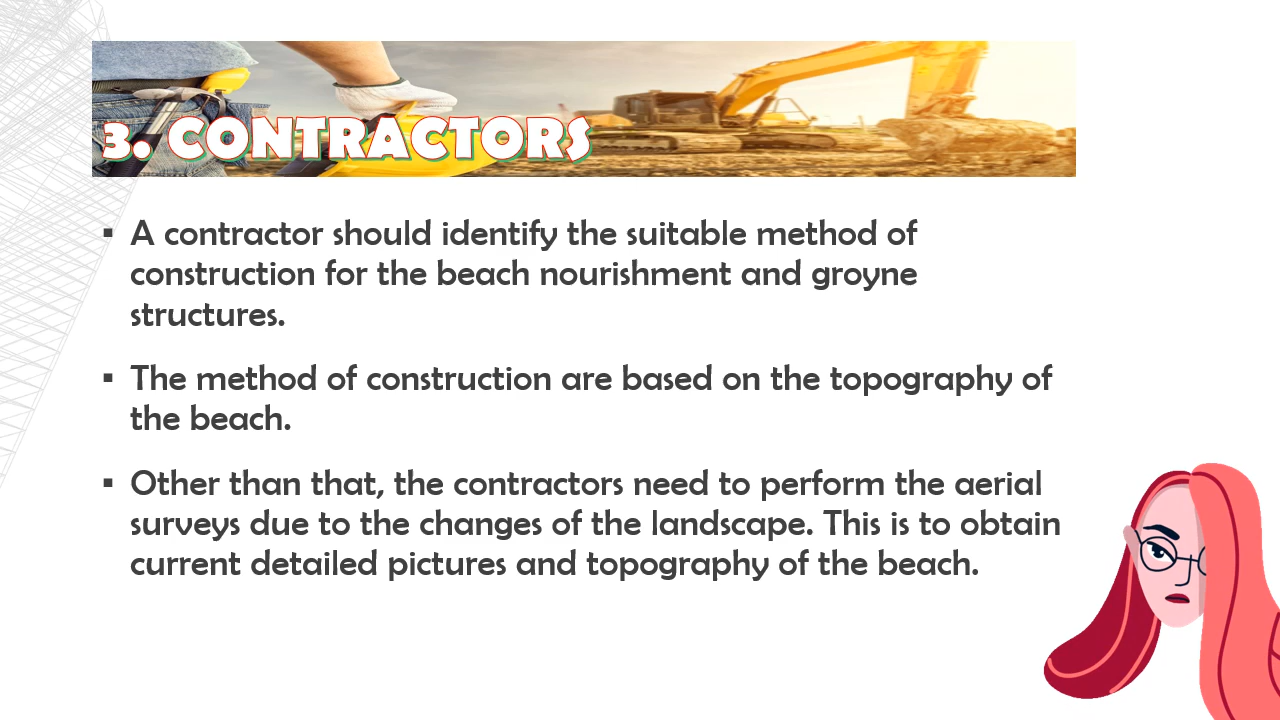 3. CONTRACTORS
▪ A contractor should identify the suitable method of
construction for the beach nourishment and groyne
structures.
▪ The method of construction are based on the topography of
the beach.
▪ Other than that, the contractors need to perform the aerial
surveys due to the changes of the landscape. This is to obtain
current detailed pictures and topography of the beach.